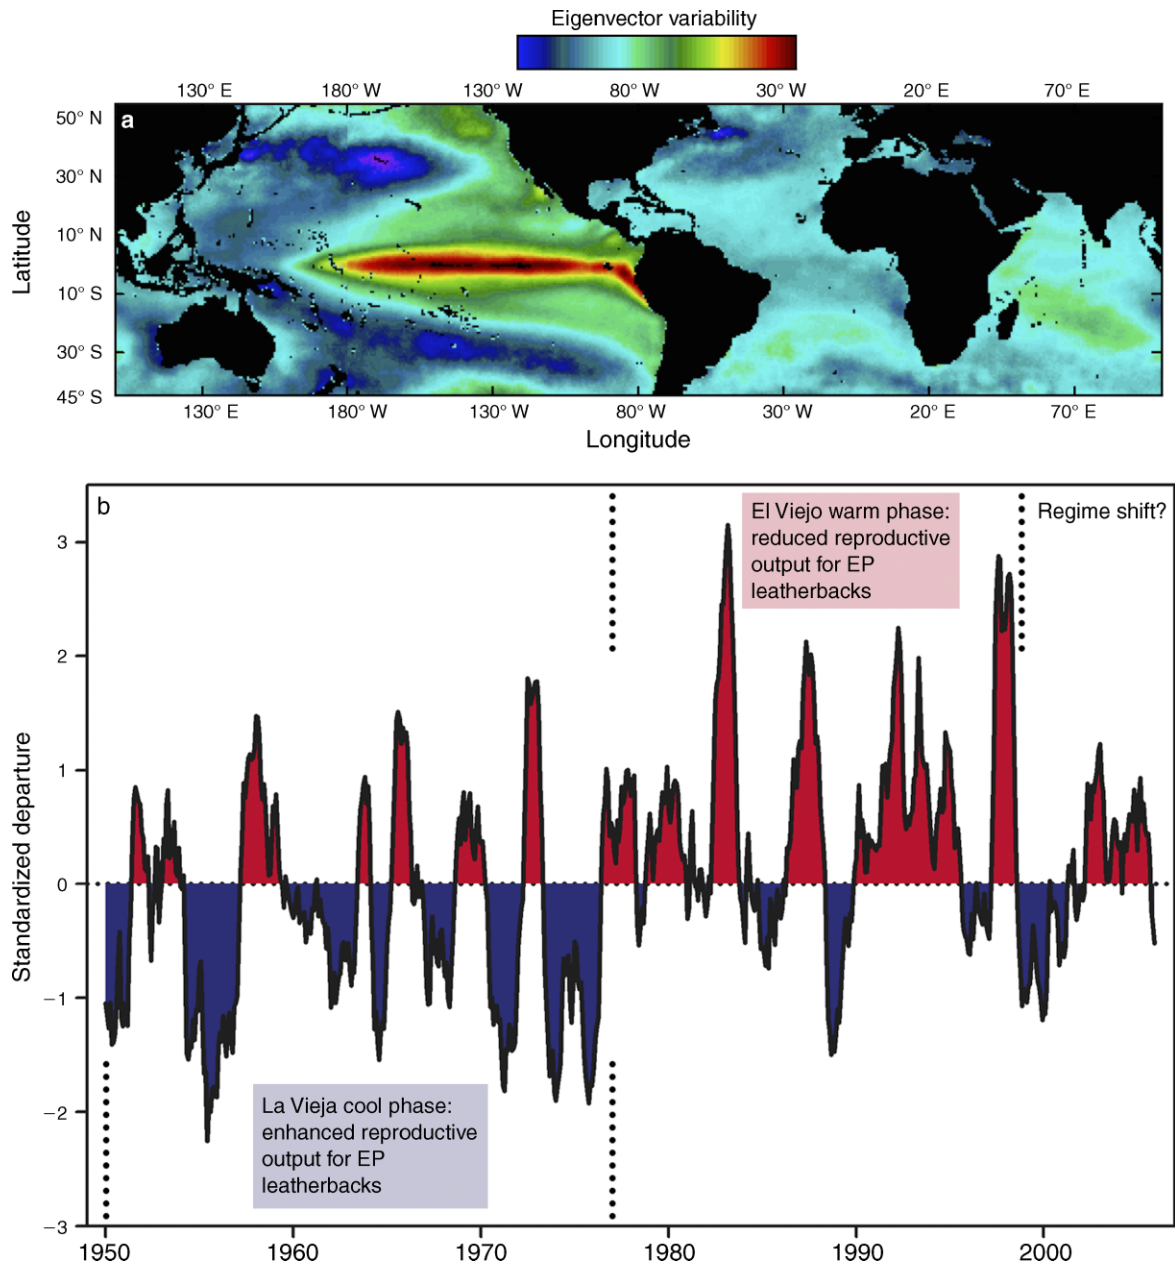 Eigenvector variability
130° E 180° W 130° W 80° W 30° W 20° E 70° E
a
50° N
30° N
10° N
10° S
30° S
45° S
Latitude
130° E 180° W 130° W 80° W 30° W 20° E 70° E
Longitude
b
El Viejo warm phase:
reduced reproductive
output for EP
leatherbacks
Regime shift?
3
2
1
0
−1
−2
−3
Standardized departure
La Vieja cool phase:
enhanced reproductive
output for EP
leatherbacks
1950 1960 1970 1980 1990 2000